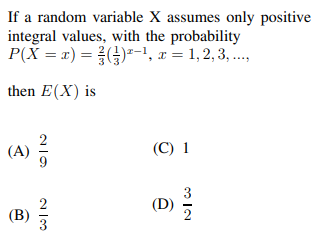 If a random variable X assumes only positive
integral values, with the probability
P(X = x) = \frac{2}{3}(\frac{1}{3})^{x-1}, x = 1, 2, 3, ...,
then E(X) is
(A) \frac{2}{9}
(C) 1
(B) \frac{2}{3}
(D) \frac{3}{2}